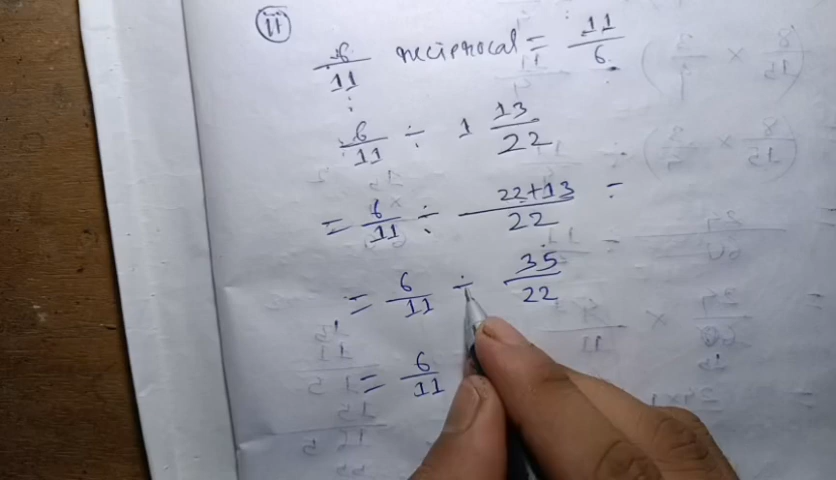 11
6/11 reciprocal = 11/6
6/11 ÷ 1 13/22
= 6/11 ÷ 22+13/22 =
= 6/11 ÷ 35/22
= 6/11